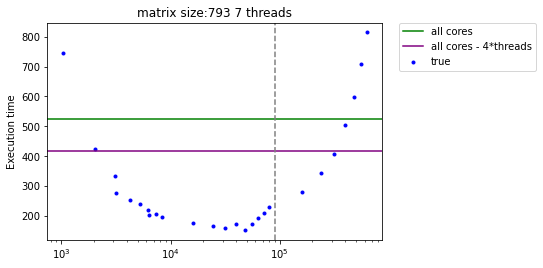 matrix size:793 7 threads
all cores
all cores - 4*threads
true
Execution time
800
700
600
500
400
300
200
10³
10⁴
10⁵